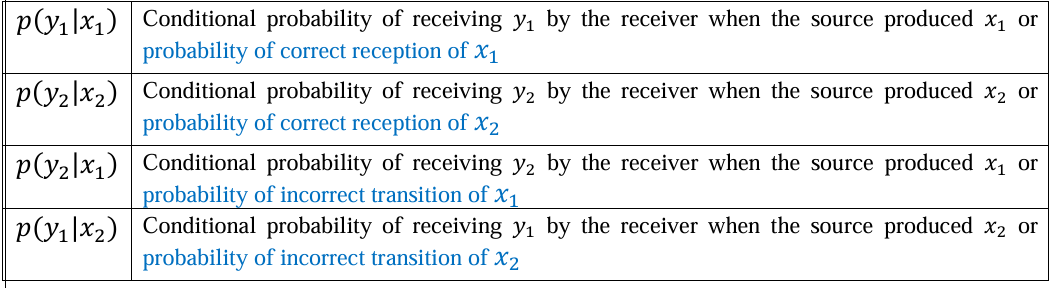 p(y₁|x₁) Conditional probability of receiving y₁ by the receiver when the source produced x₁ or
probability of correct reception of x₁
p(y₂|x₂) Conditional probability of receiving y₂ by the receiver when the source produced x₂ or
probability of correct reception of x₂
p(y₂|x₁) Conditional probability of receiving y₂ by the receiver when the source produced x₁ or
probability of incorrect transition of x₁
p(y₁|x₂) Conditional probability of receiving y₁ by the receiver when the source produced x₂ or
probability of incorrect transition of x₂